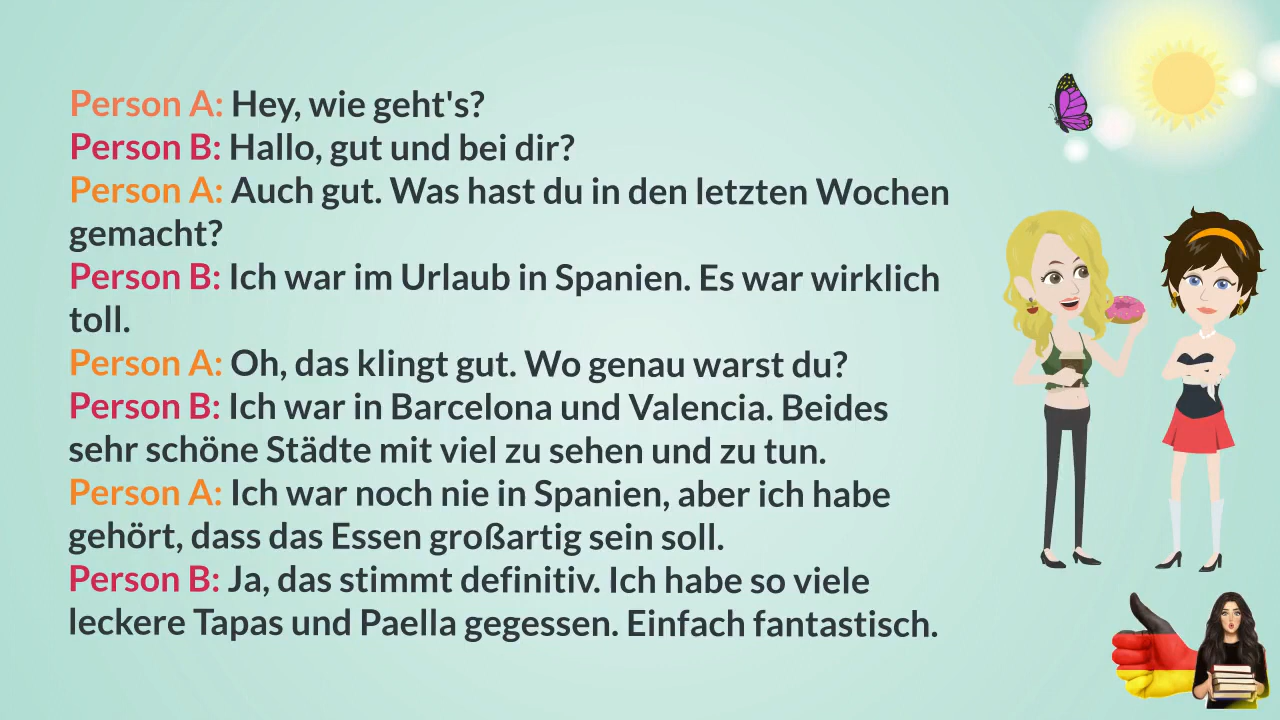 Person A: Hey, wie geht's?
Person B: Hallo, gut und bei dir?
Person A: Auch gut. Was hast du in den letzten Wochen
gemacht?
Person B: Ich war im Urlaub in Spanien. Es war wirklich
toll.
Person A: Oh, das klingt gut. Wo genau warst du?
Person B: Ich war in Barcelona und Valencia. Beides
sehr schöne Städte mit viel zu sehen und zu tun.
Person A: Ich war noch nie in Spanien, aber ich habe
gehört, dass das Essen großartig sein soll.
Person B: Ja, das stimmt definitiv. Ich habe so viele
leckere Tapas und Paella gegessen. Einfach fantastisch.